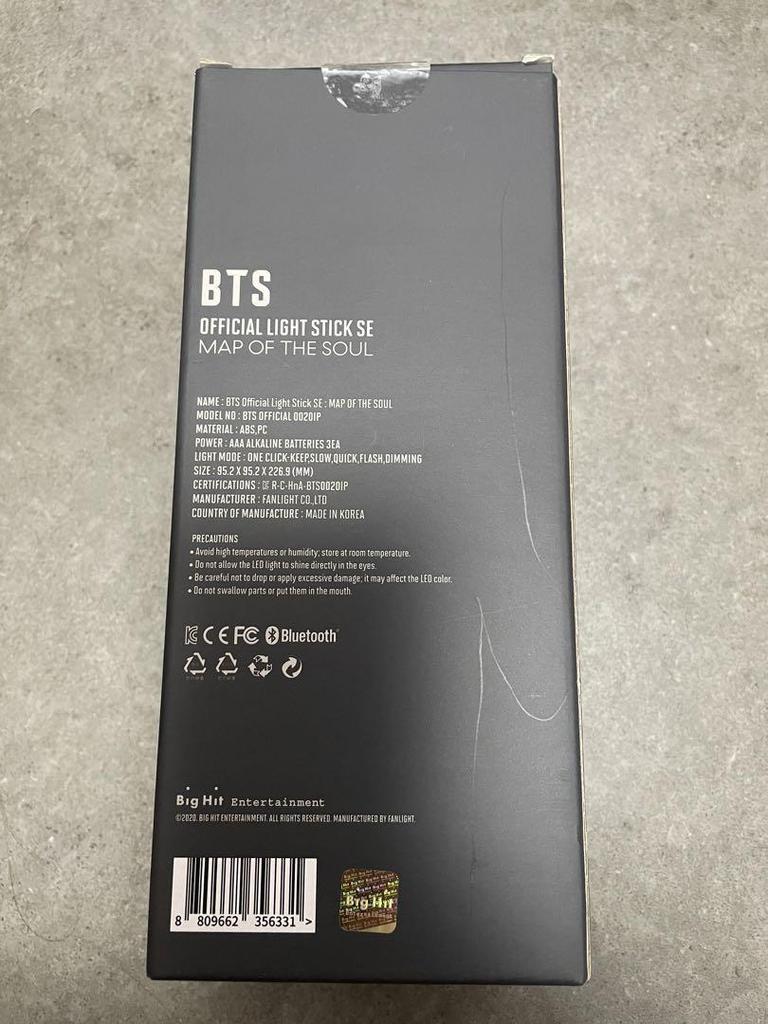 BTS
OFFICIAL LIGHT STICK SE
MAP OF THE SOUL
NAME : BTS Official Light Stick SE : MAP OF THE SOUL
MODEL NO : BTS OFFICIAL 0020IP
MATERIAL : ABS,PC
POWER : AAA ALKALINE BATTERIES 3EA
LIGHT MODE : ONE CLICK-KEEP,SLOW,QUICK,FLASH,DIMMING
SIZE : 95.2 X 95.2 X 226.9 (MM)
CERTIFICATIONS : R-C-HnA-BTS0020IP
MANUFACTURER : FANLIGHT CO.,LTD
COUNTRY OF MANUFACTURE : MADE IN KOREA
PRECAUTIONS
• Avoid high temperatures or humidity; store at room temperature.
• Do not allow the LED light to shine directly in the eyes.
• Be careful not to drop or apply excessive damage; it may affect the LED color.
• Do not swallow parts or put them in the mouth.
CE FC Bluetooth
Big Hit Entertainment
©2020. BIG HIT ENTERTAINMENT. ALL RIGHTS RESERVED. MANUFACTURED BY FANLIGHT.
8 809662 356331 >
Big Hit